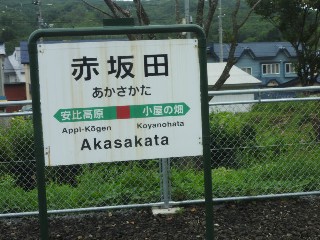 赤坂田
あかさかた
安比高原 小屋の畑
Appi-Kōgen Koyanohata
Akasakata